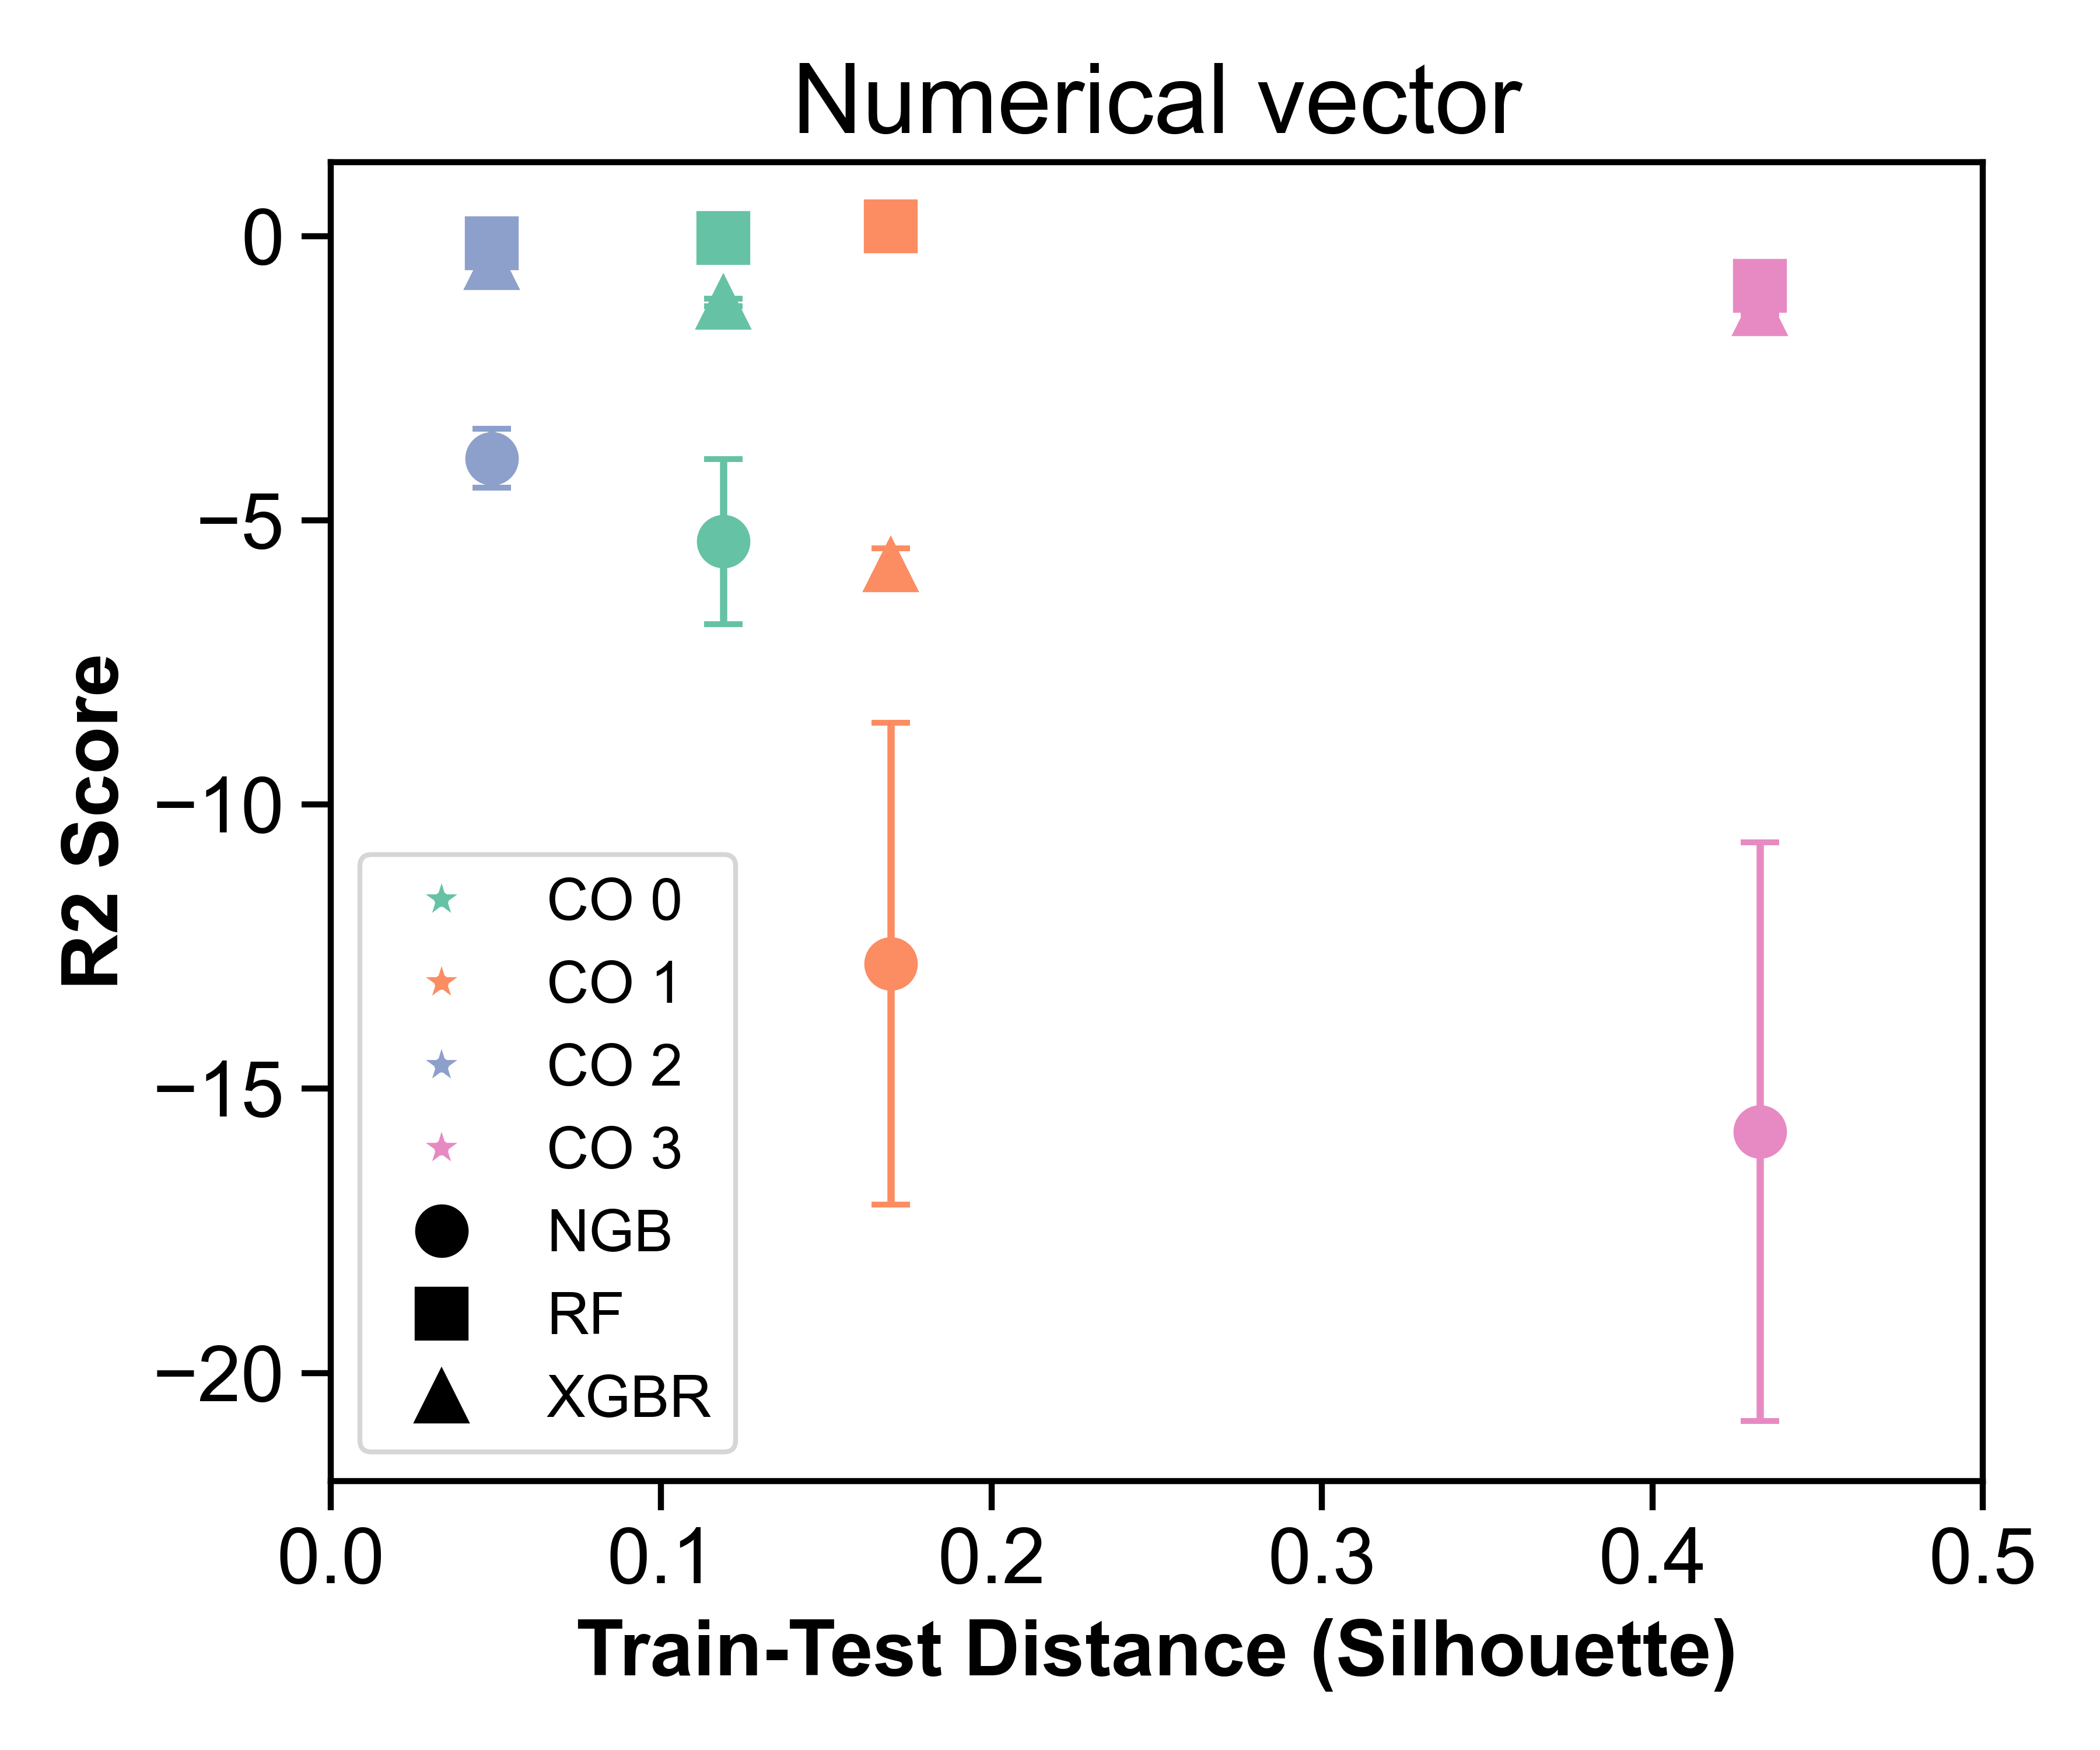 Numerical vector
0
−5
−10
−15
−20
R2 Score
CO 0
CO 1
CO 2
CO 3
NGB
RF
XGBR
0.0 0.1 0.2 0.3 0.4 0.5
Train-Test Distance (Silhouette)